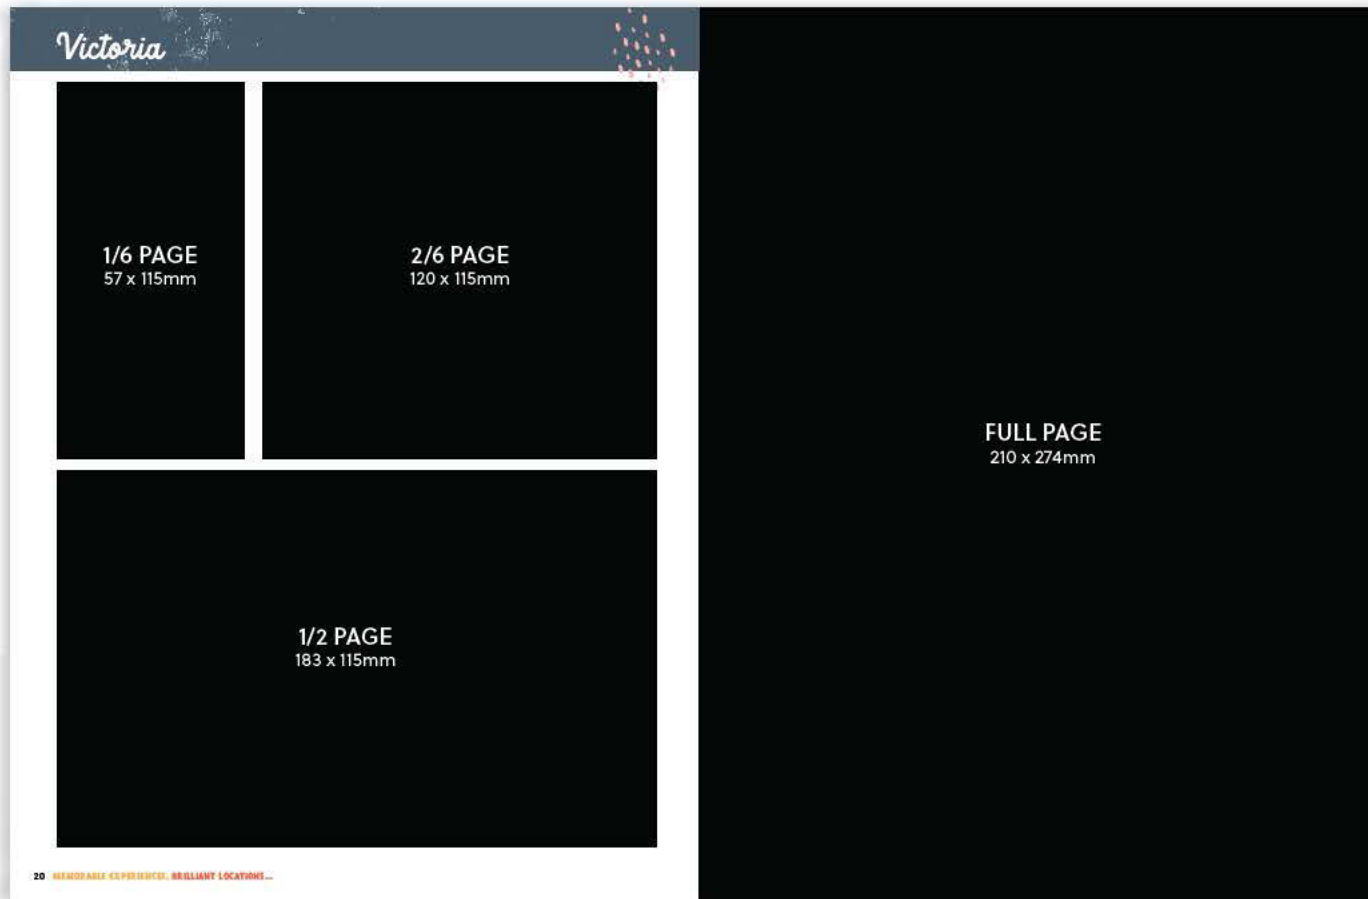 Victoria
1/6 PAGE
57 x 115mm
2/6 PAGE
120 x 115mm
1/2 PAGE
183 x 115mm
20 MEMORABLE EXPERIENCES. BRILLIANT LOCATIONS...
FULL PAGE
210 x 274mm